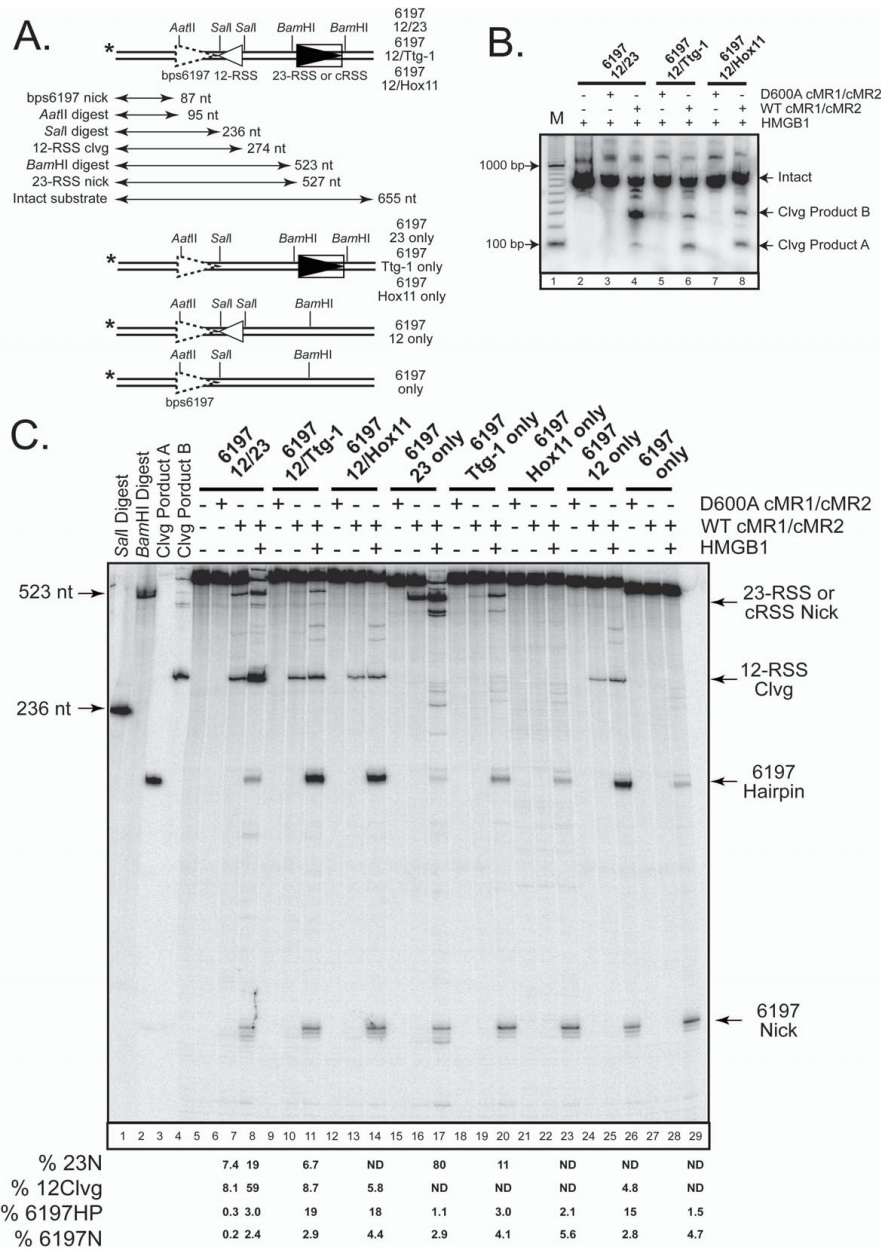 A.
AatII SalI SalI BamHI BamHI
*
bps6197 12-RSS 23-RSS or cRSS
6197
12/23
6197
12/Ttg-1
6197
12/Hox11
bps6197 nick 87 nt
AatII digest 95 nt
SalI digest 236 nt
12-RSS clvg 274 nt
BamHI digest 523 nt
23-RSS nick 527 nt
Intact substrate 655 nt
AatII SalI BamHI BamHI
*
6197
23 only
6197
Ttg-1 only
6197
Hox11 only
AatII SalI SalI BamHI
*
6197
12 only
AatII SalI BamHI
*
bps6197
6197
only
B.
6197
12/23
6197
12/Ttg-1
6197
12/Hox11
- + - + - + - D600A cMR1/cMR2
- - + - + - + WT cMR1/cMR2
M + + + + + + + HMGB1
1000 bp
100 bp
Intact
Clvg Product B
Clvg Product A
1 2 3 4 5 6 7 8
C.
SalI Digest
BamHI Digest
Clvg Porduct A
Clvg Porduct B
6197
12/23
6197
12/Ttg-1
6197
12/Hox11
6197
23 only
6197
Ttg-1 only
6197
Hox11 only
6197
12 only
6197
only
- + - - + - - + - - + - - + - - + - - + - - - - - D600A cMR1/cMR2
- - + + - + + - + + - + + - + + - + + - + + - + + WT cMR1/cMR2
- - - + - - + - - + - - + - - + - - + - - + - - + HMGB1
523 nt
236 nt
23-RSS or
cRSS Nick
12-RSS
Clvg
6197
Hairpin
6197
Nick
1 2 3 4 5 6 7 8 9 10 11 12 13 14 15 16 17 18 19 20 21 22 23 24 25 26 27 28 29
% 23N 7.4 19 6.7 ND 80 11 ND ND ND
% 12Clvg 8.1 59 8.7 5.8 ND ND ND 4.8 ND
% 6197HP 0.3 3.0 19 18 1.1 3.0 2.1 15 1.5
% 6197N 0.2 2.4 2.9 4.4 2.9 4.1 5.6 2.8 4.7